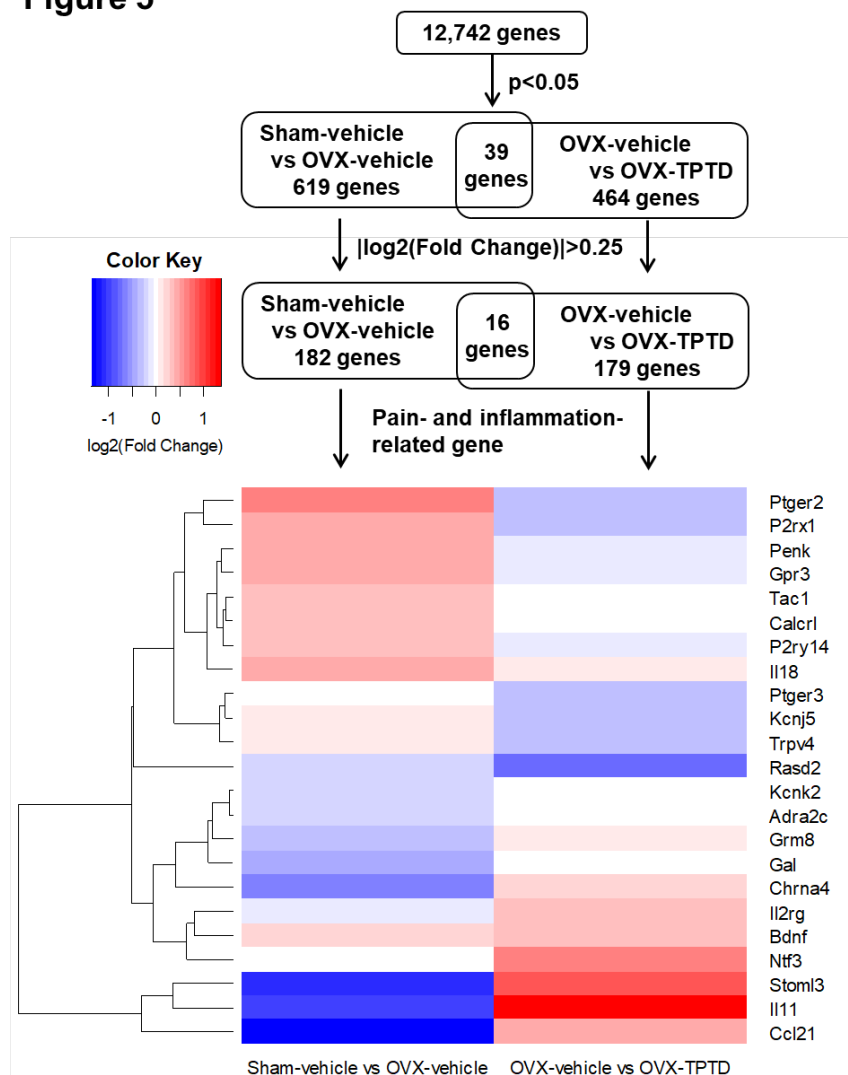 Figure 5
12,742 genes
p<0.05
Sham-vehicle
vs OVX-vehicle
619 genes
39
genes
OVX-vehicle
vs OVX-TPTD
464 genes
|log2(Fold Change)|>0.25
Color Key
-1 0 1
log2(Fold Change)
Sham-vehicle
vs OVX-vehicle
182 genes
16
genes
OVX-vehicle
vs OVX-TPTD
179 genes
Pain- and inflammation-
related gene
Ptger2
P2rx1
Penk
Gpr3
Tac1
Calcrl
P2ry14
Il18
Ptger3
Kcnj5
Trpv4
Rasd2
Kcnk2
Adra2c
Grm8
Gal
Chrna4
Il2rg
Bdnf
Ntf3
Stoml3
Il11
Ccl21
Sham-vehicle vs OVX-vehicle OVX-vehicle vs OVX-TPTD